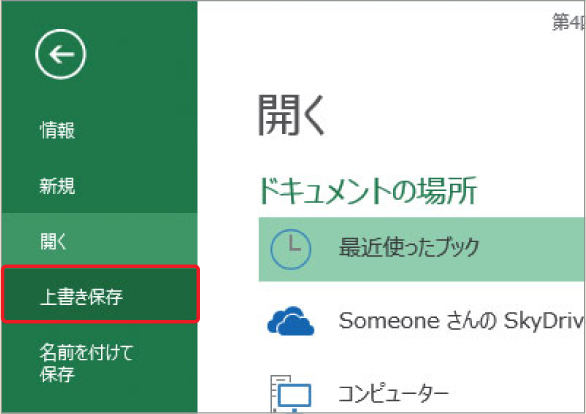 第4
情報
新規
開く
上書き保存
名前を付けて
保存
開く
ドキュメントの場所
最近使ったブック
Someone さんの SkyDriv
コンピューター